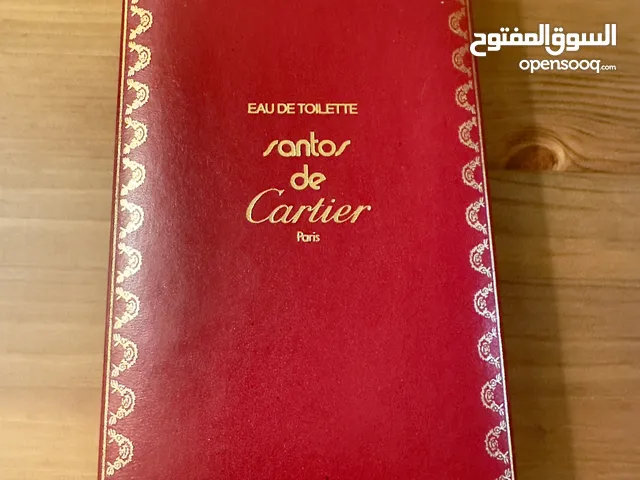 السوق المفتوح
opensooq.com
EAU DE TOILETTE
santos
de
Cartier
Paris